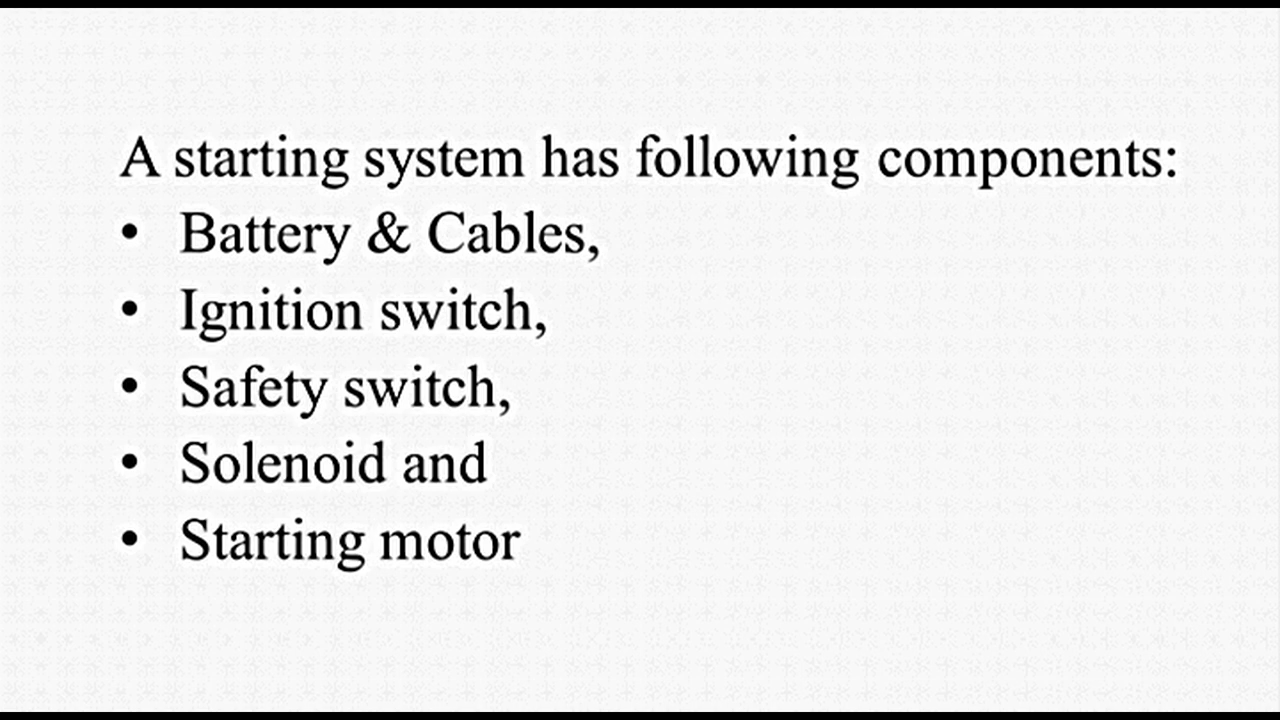 A starting system has following components:
• Battery & Cables,
• Ignition switch,
• Safety switch,
• Solenoid and
• Starting motor